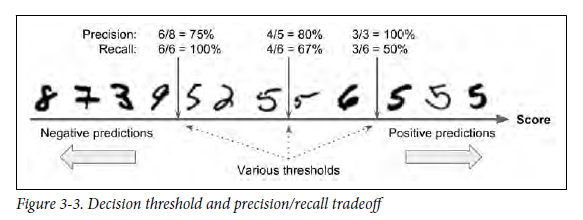 Precision: 6/8 = 75% 4/5 = 80% 3/3 = 100%
Recall: 6/6 = 100% 4/6 = 67% 3/6 = 50%
8 7 3 9 5 2 5 5 6 5 5 5
Score
Negative predictions Positive predictions
Various thresholds
Figure 3-3. Decision threshold and precision/recall tradeoff